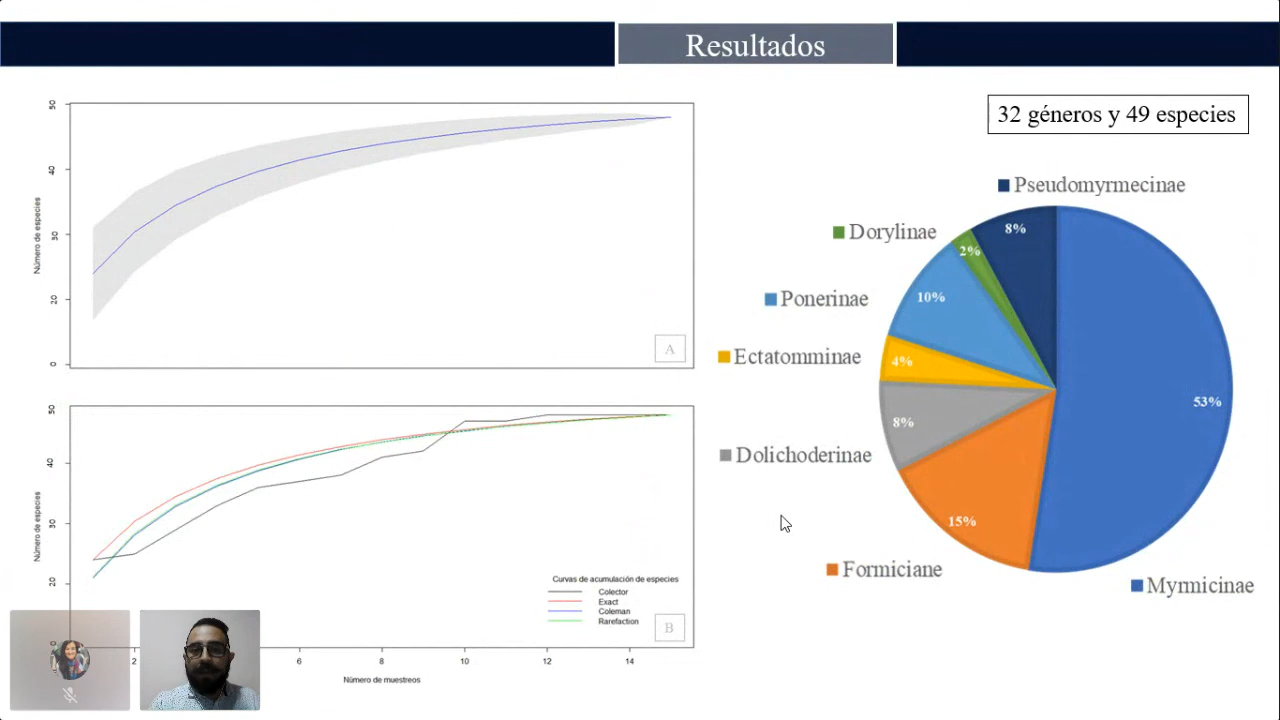 Resultados
32 géneros y 49 especies
50
40
30
20
0
Número de especies
A
50
40
30
20
Número de especies
Curvas de acumulación de especies
Colector
Exact
Coleman
Rarefaction
B
2
6
8
10
12
14
Número de muestreos
Pseudomyrmecinae
8%
Dorylinae
2%
Ponerinae
10%
Ectatomminae
4%
53%
Dolichoderinae
8%
15%
Formiciane
Myrmicinae